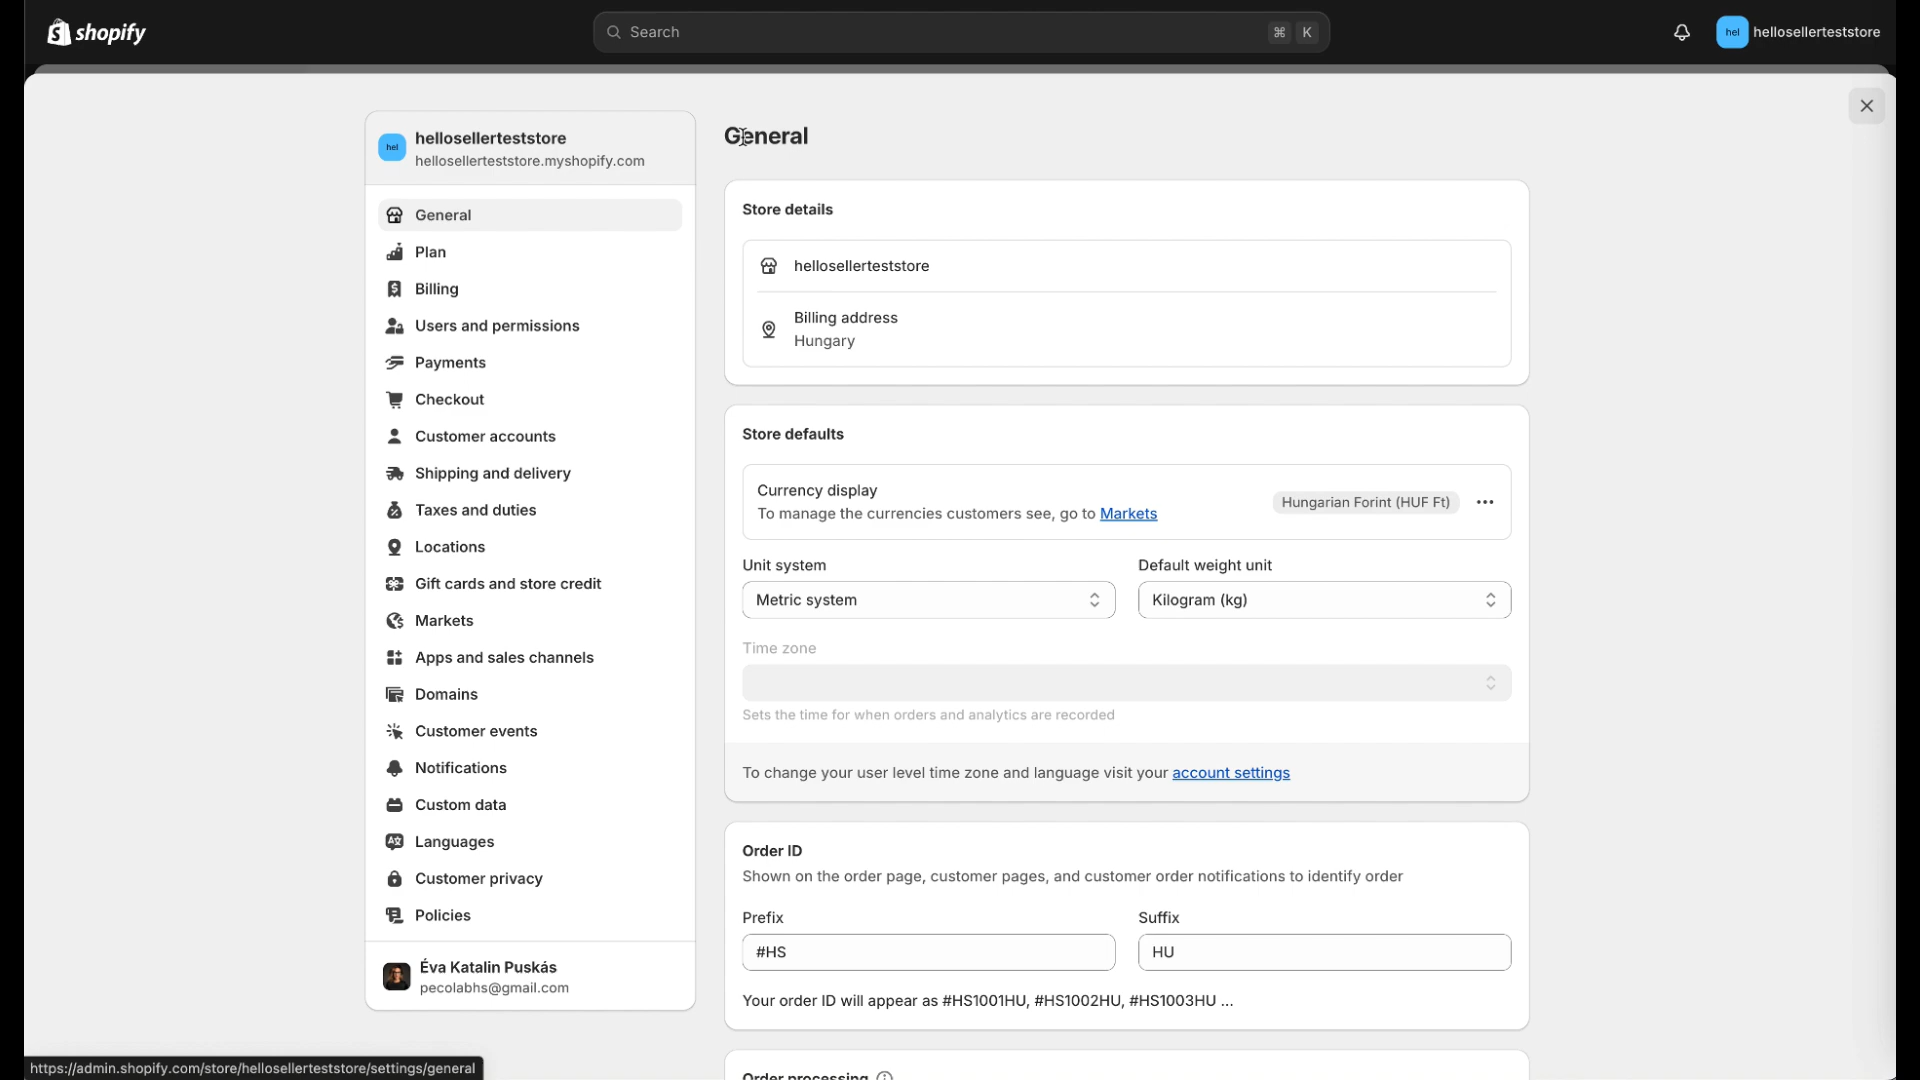 shopify
Search
⌘ K
hel
hellosellerteststore
hel
hellosellerteststore
hellosellerteststore.myshopify.com
General
Plan
Billing
Users and permissions
Payments
Checkout
Customer accounts
Shipping and delivery
Taxes and duties
Locations
Gift cards and store credit
Markets
Apps and sales channels
Domains
Customer events
Notifications
Custom data
Languages
Customer privacy
Policies
Éva Katalin Puskás
pecolabhs@gmail.com
General
Store details
hellosellerteststore
Billing address
Hungary
Store defaults
Currency display
To manage the currencies customers see, go to Markets
Hungarian Forint (HUF Ft)
Unit system
Metric system
Default weight unit
Kilogram (kg)
Time zone
Sets the time for when orders and analytics are recorded
To change your user level time zone and language visit your account settings
Order ID
Shown on the order page, customer pages, and customer order notifications to identify order
Prefix
#HS
Suffix
HU
Your order ID will appear as #HS1001HU, #HS1002HU, #HS1003HU ...
Order processing
https://admin.shopify.com/store/hellosellerteststore/settings/general